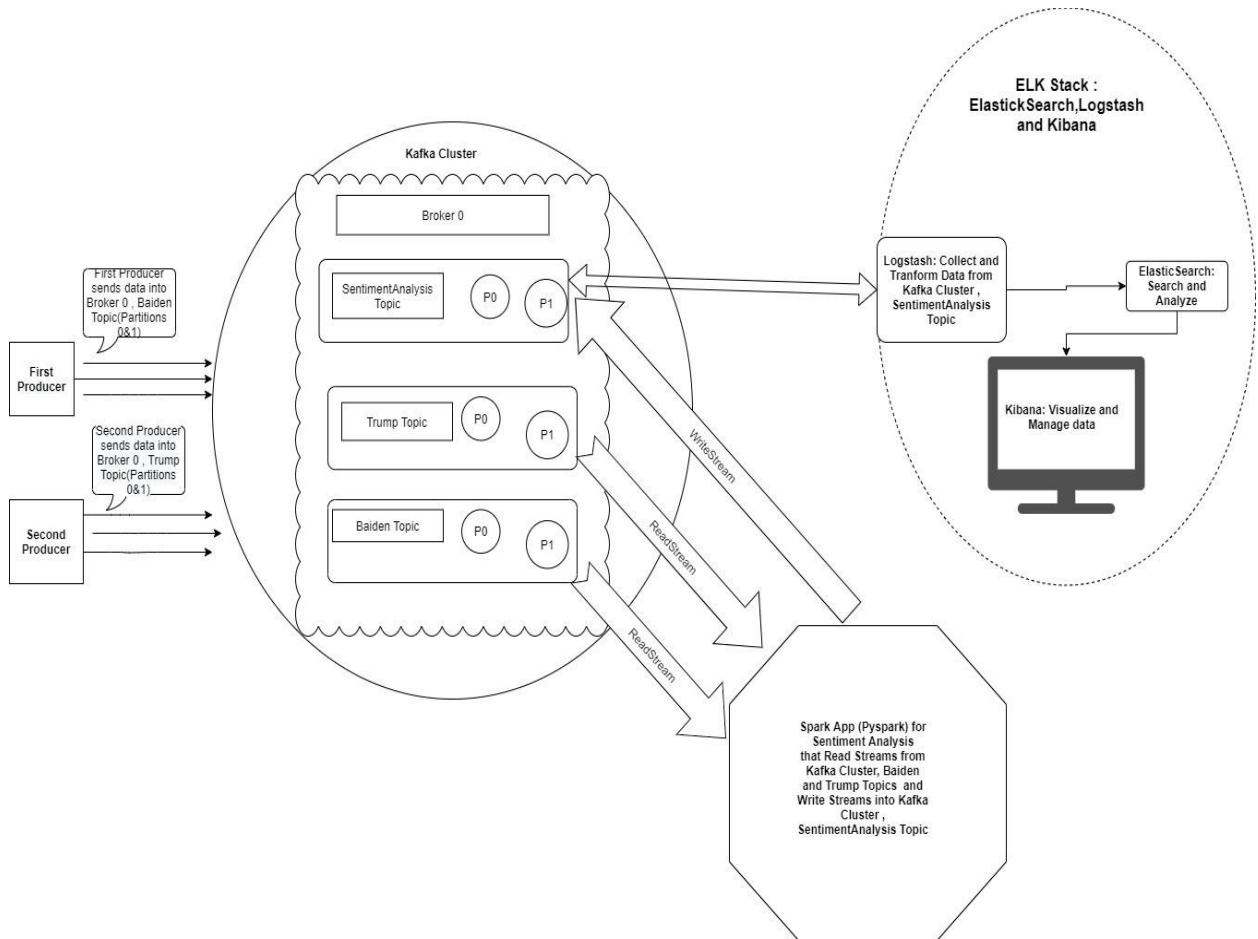 ELK Stack :
ElastickSearch,Logstash
and Kibana
Kafka Cluster
Broker 0
SentimentAnalysis
Topic
P0
P1
Trump Topic
P0
P1
Baiden Topic
P0
P1
First Producer
sends data into
Broker 0 , Baiden
Topic(Partitions
0&1)
First
Producer
Second Producer
sends data into
Broker 0 , Trump
Topic(Partitions
0&1)
Second
Producer
WriteStream
ReadStream
ReadStream
Logstash: Collect and
Tranform Data from
Kafka Cluster ,
SentimentAnalysis
Topic
ElasticSearch:
Search and
Analyze
Kibana: Visualize and
Manage data
Spark App (Pyspark) for
Sentiment Analysis
that Read Streams from
Kafka Cluster, Baiden
and Trump Topics and
Write Streams into Kafka
Cluster ,
SentimentAnalysis Topic